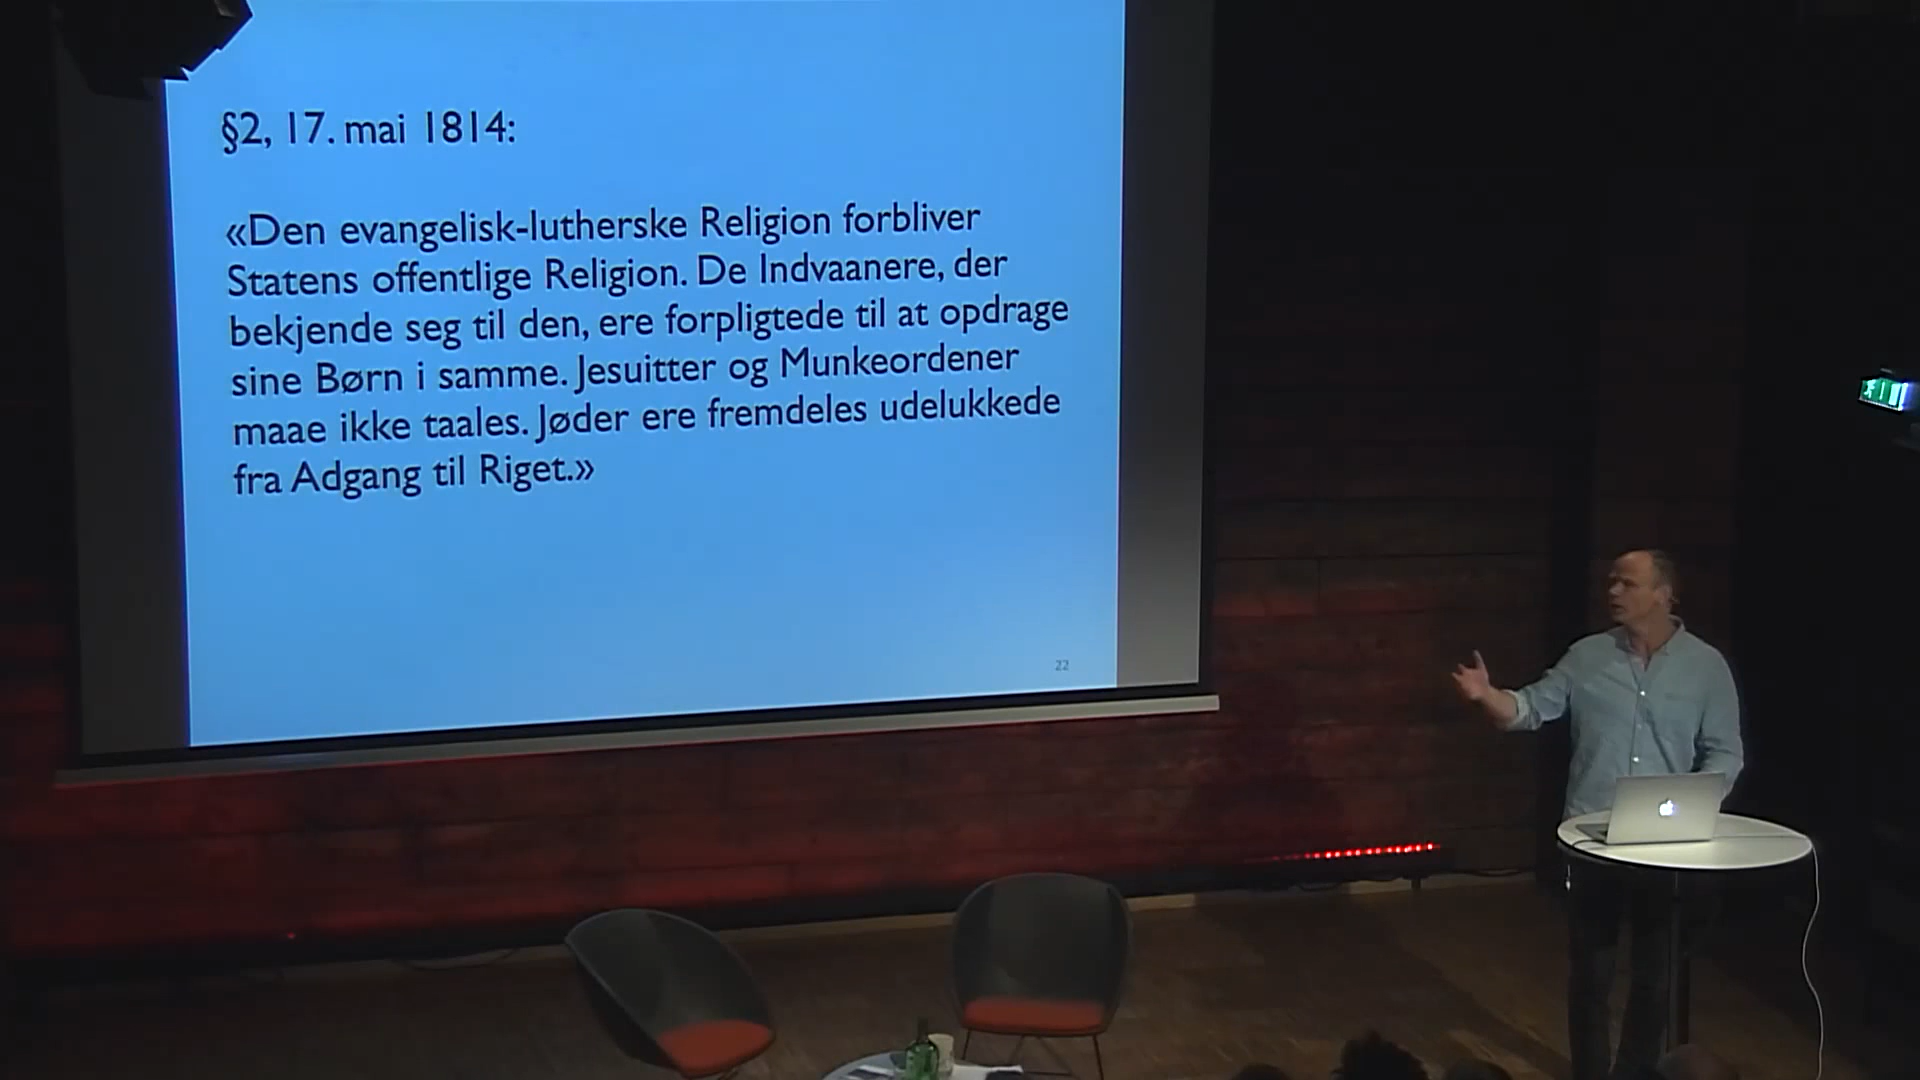 §2, 17. mai 1814:
«Den evangelisk-lutherske Religion forbliver
Statens offentlige Religion. De Indvaanere, der
bekjende seg til den, ere forpligtede til at opdrage
sine Børn i samme. Jesuitter og Munkeordener
maae ikke taales. Jøder ere fremdeles udelukkede
fra Adgang til Riget.»
22